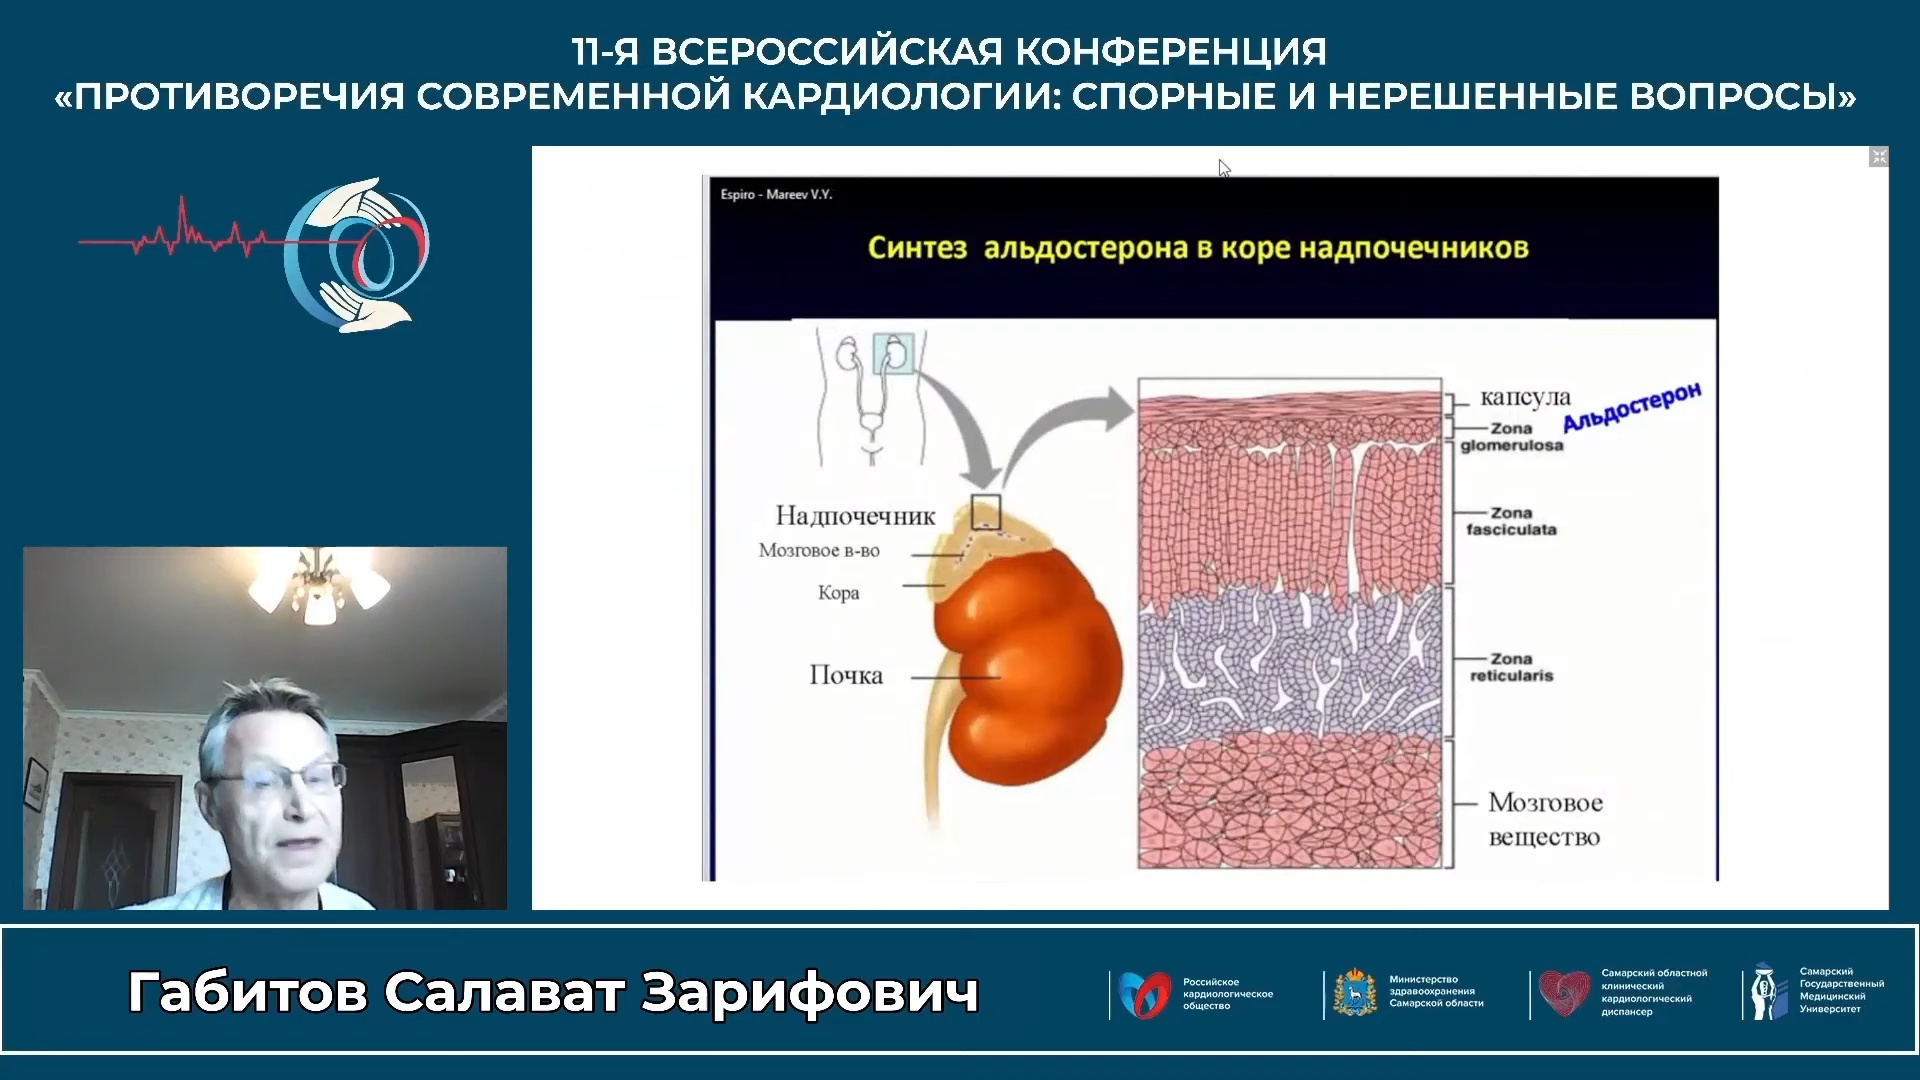 11-Я ВСЕРОССИЙСКАЯ КОНФЕРЕНЦИЯ
«ПРОТИВОРЕЧИЯ СОВРЕМЕННОЙ КАРДИОЛОГИИ: СПОРНЫЕ И НЕРЕШЕННЫЕ ВОПРОСЫ»
Espiro - Mareev V.Y.
Синтез альдостерона в коре надпочечников
капсула
Альдостерон
Zona
glomerulosa
Zona
fasciculata
Надпочечник
Мозговое в-во
Кора
Почка
Zona
reticularis
Мозговое
вещество
Габитов Салават Зарифович
Российское
кардиологическое
общество
Министерство
здравоохранения
Самарской области
Самарский областной
клинический
кардиологический
диспансер
Самарский
Государственный
Медицинский
Университет